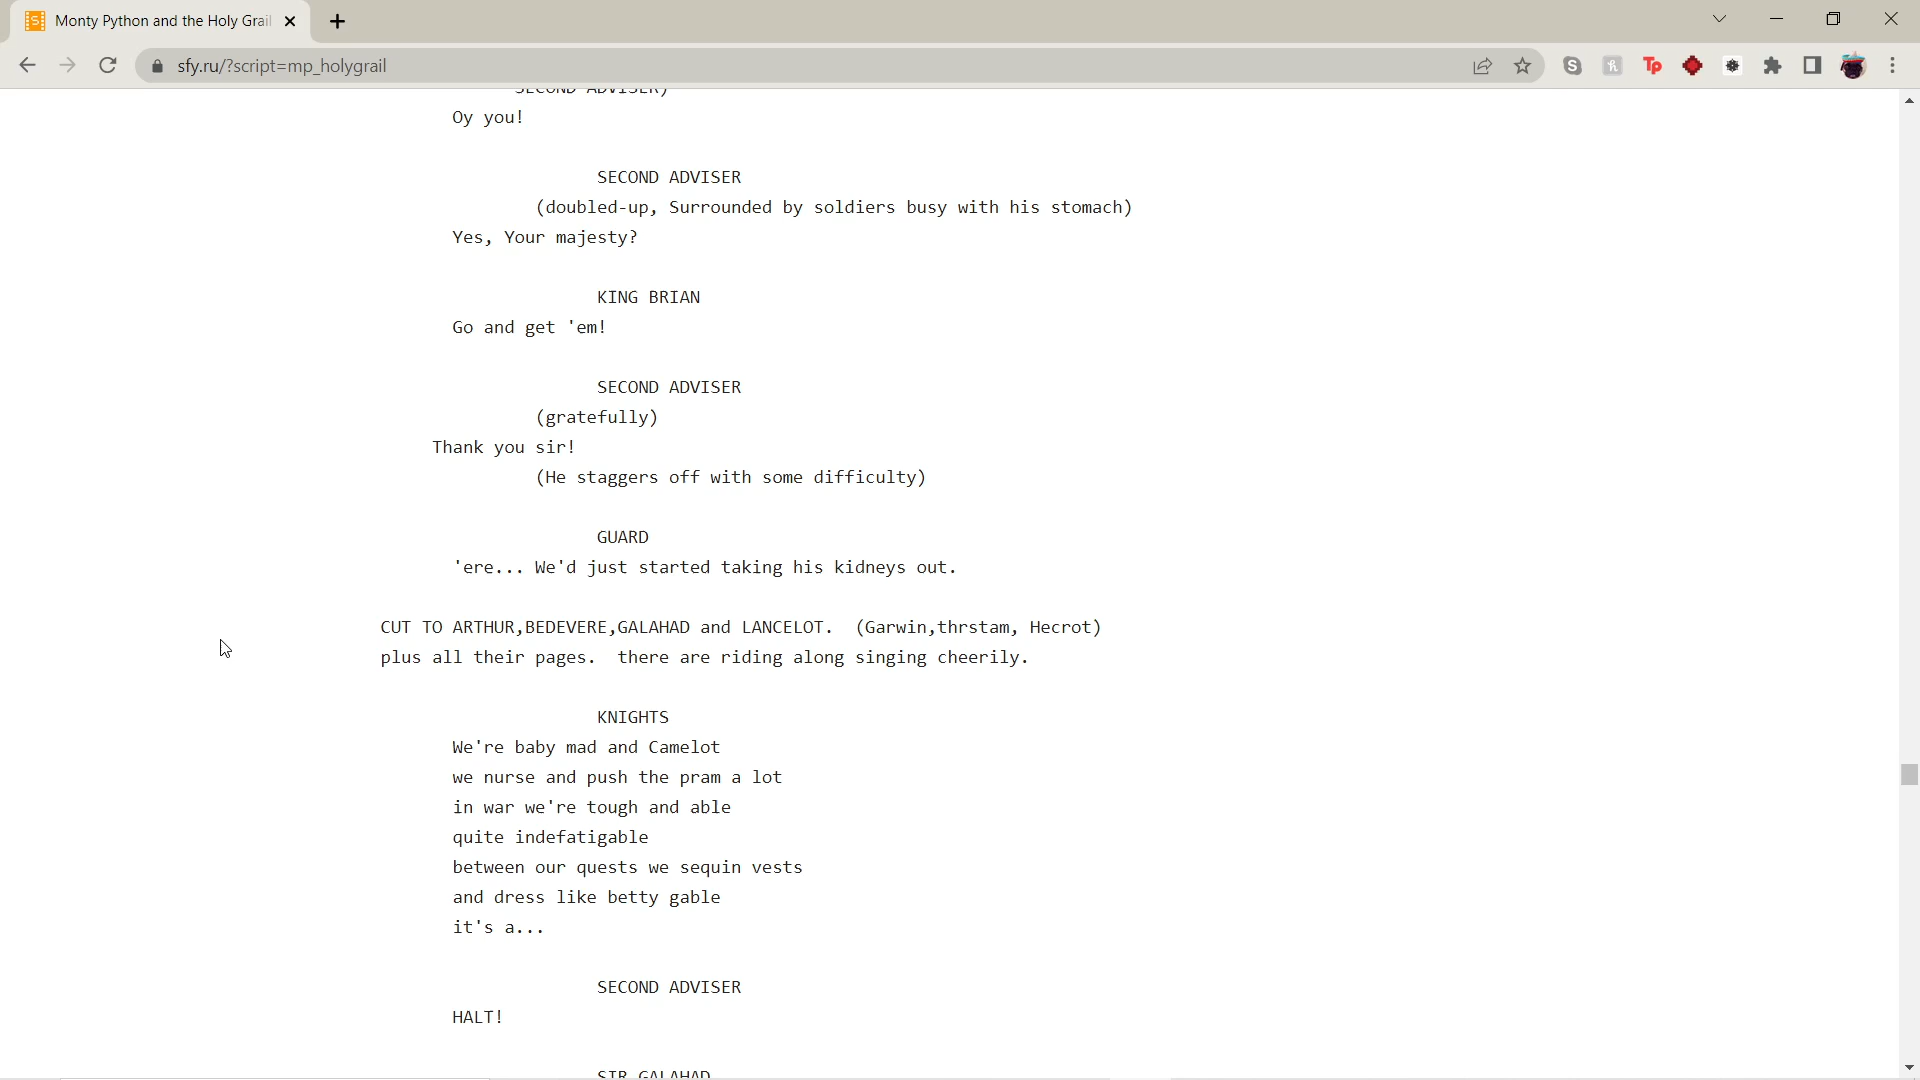 Monty Python and the Holy Grail
sfy.ru/?script=mp_holygrail
SECOND ADVISER)
Oy you!
SECOND ADVISER
(doubled-up, Surrounded by soldiers busy with his stomach)
Yes, Your majesty?
KING BRIAN
Go and get 'em!
SECOND ADVISER
(gratefully)
Thank you sir!
(He staggers off with some difficulty)
GUARD
'ere... We'd just started taking his kidneys out.
CUT TO ARTHUR,BEDEVERE,GALAHAD and LANCELOT.  (Garwin,thrstam, Hecrot)
plus all their pages.  there are riding along singing cheerily.
KNIGHTS
We're baby mad and Camelot
we nurse and push the pram a lot
in war we're tough and able
quite indefatigable
between our quests we sequin vests
and dress like betty gable
it's a...
SECOND ADVISER
HALT!
SIR GALAHAD